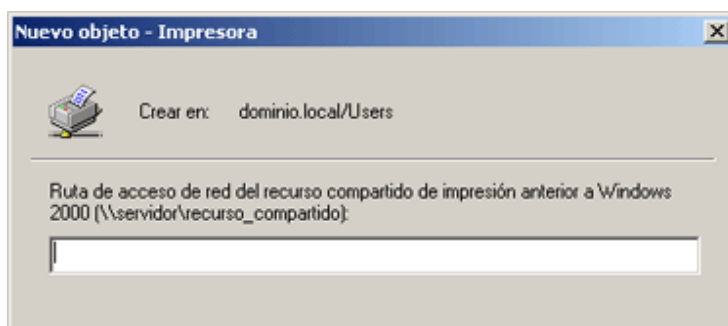 Nuevo objeto - Impresora
Crear en: dominio.local/Users
Ruta de acceso de red del recurso compartido de impresión anterior a Windows
2000 (\\servidor\recurso_compartido):